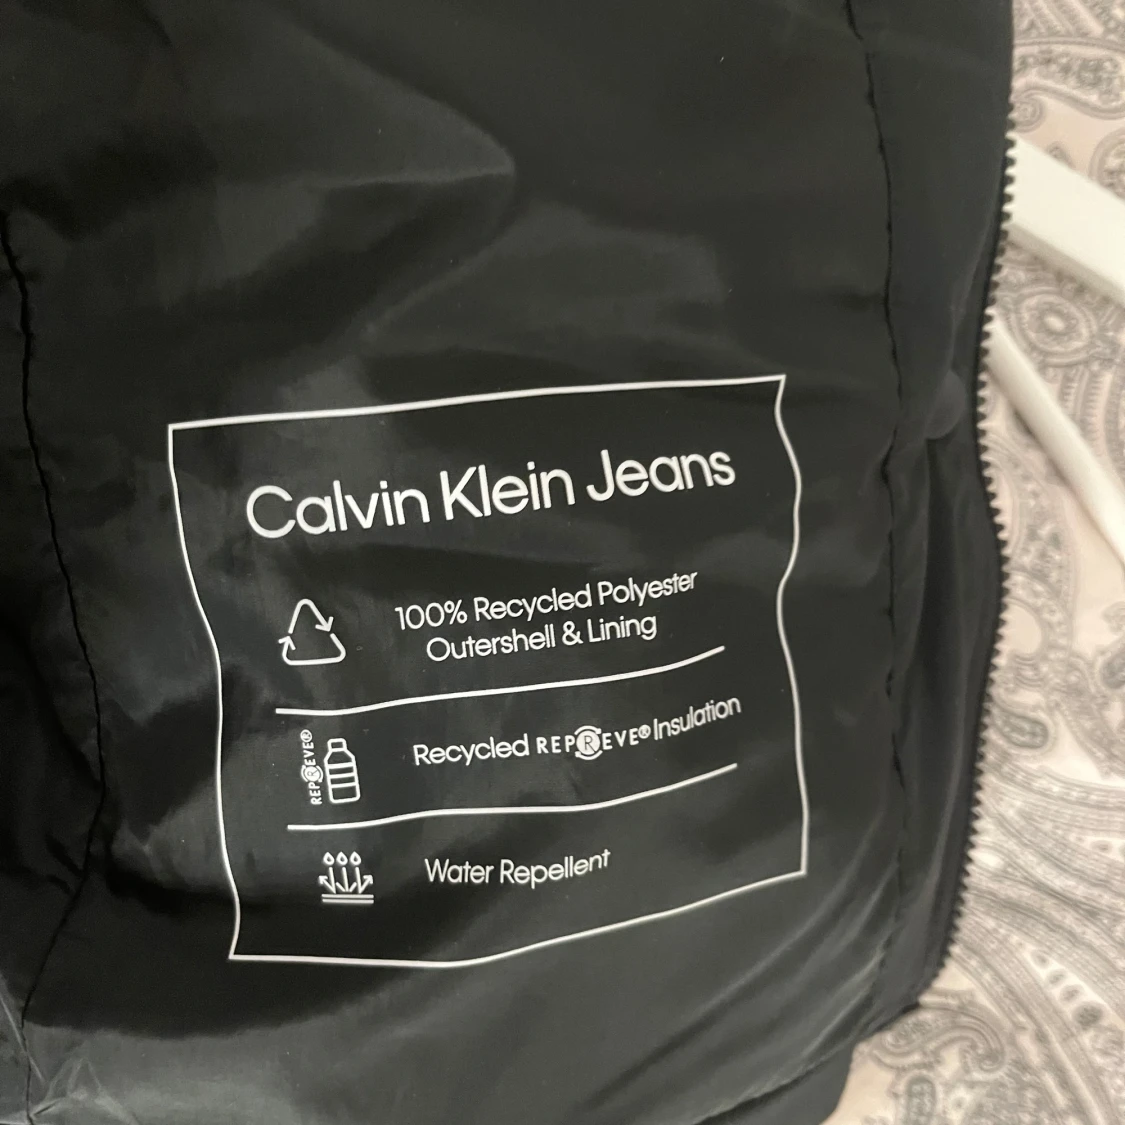 Calvin Klein Jeans
100% Recycled Polyester
Outershell & Lining
REPREVE®
Recycled REPREVE® Insulation
Water Repellent